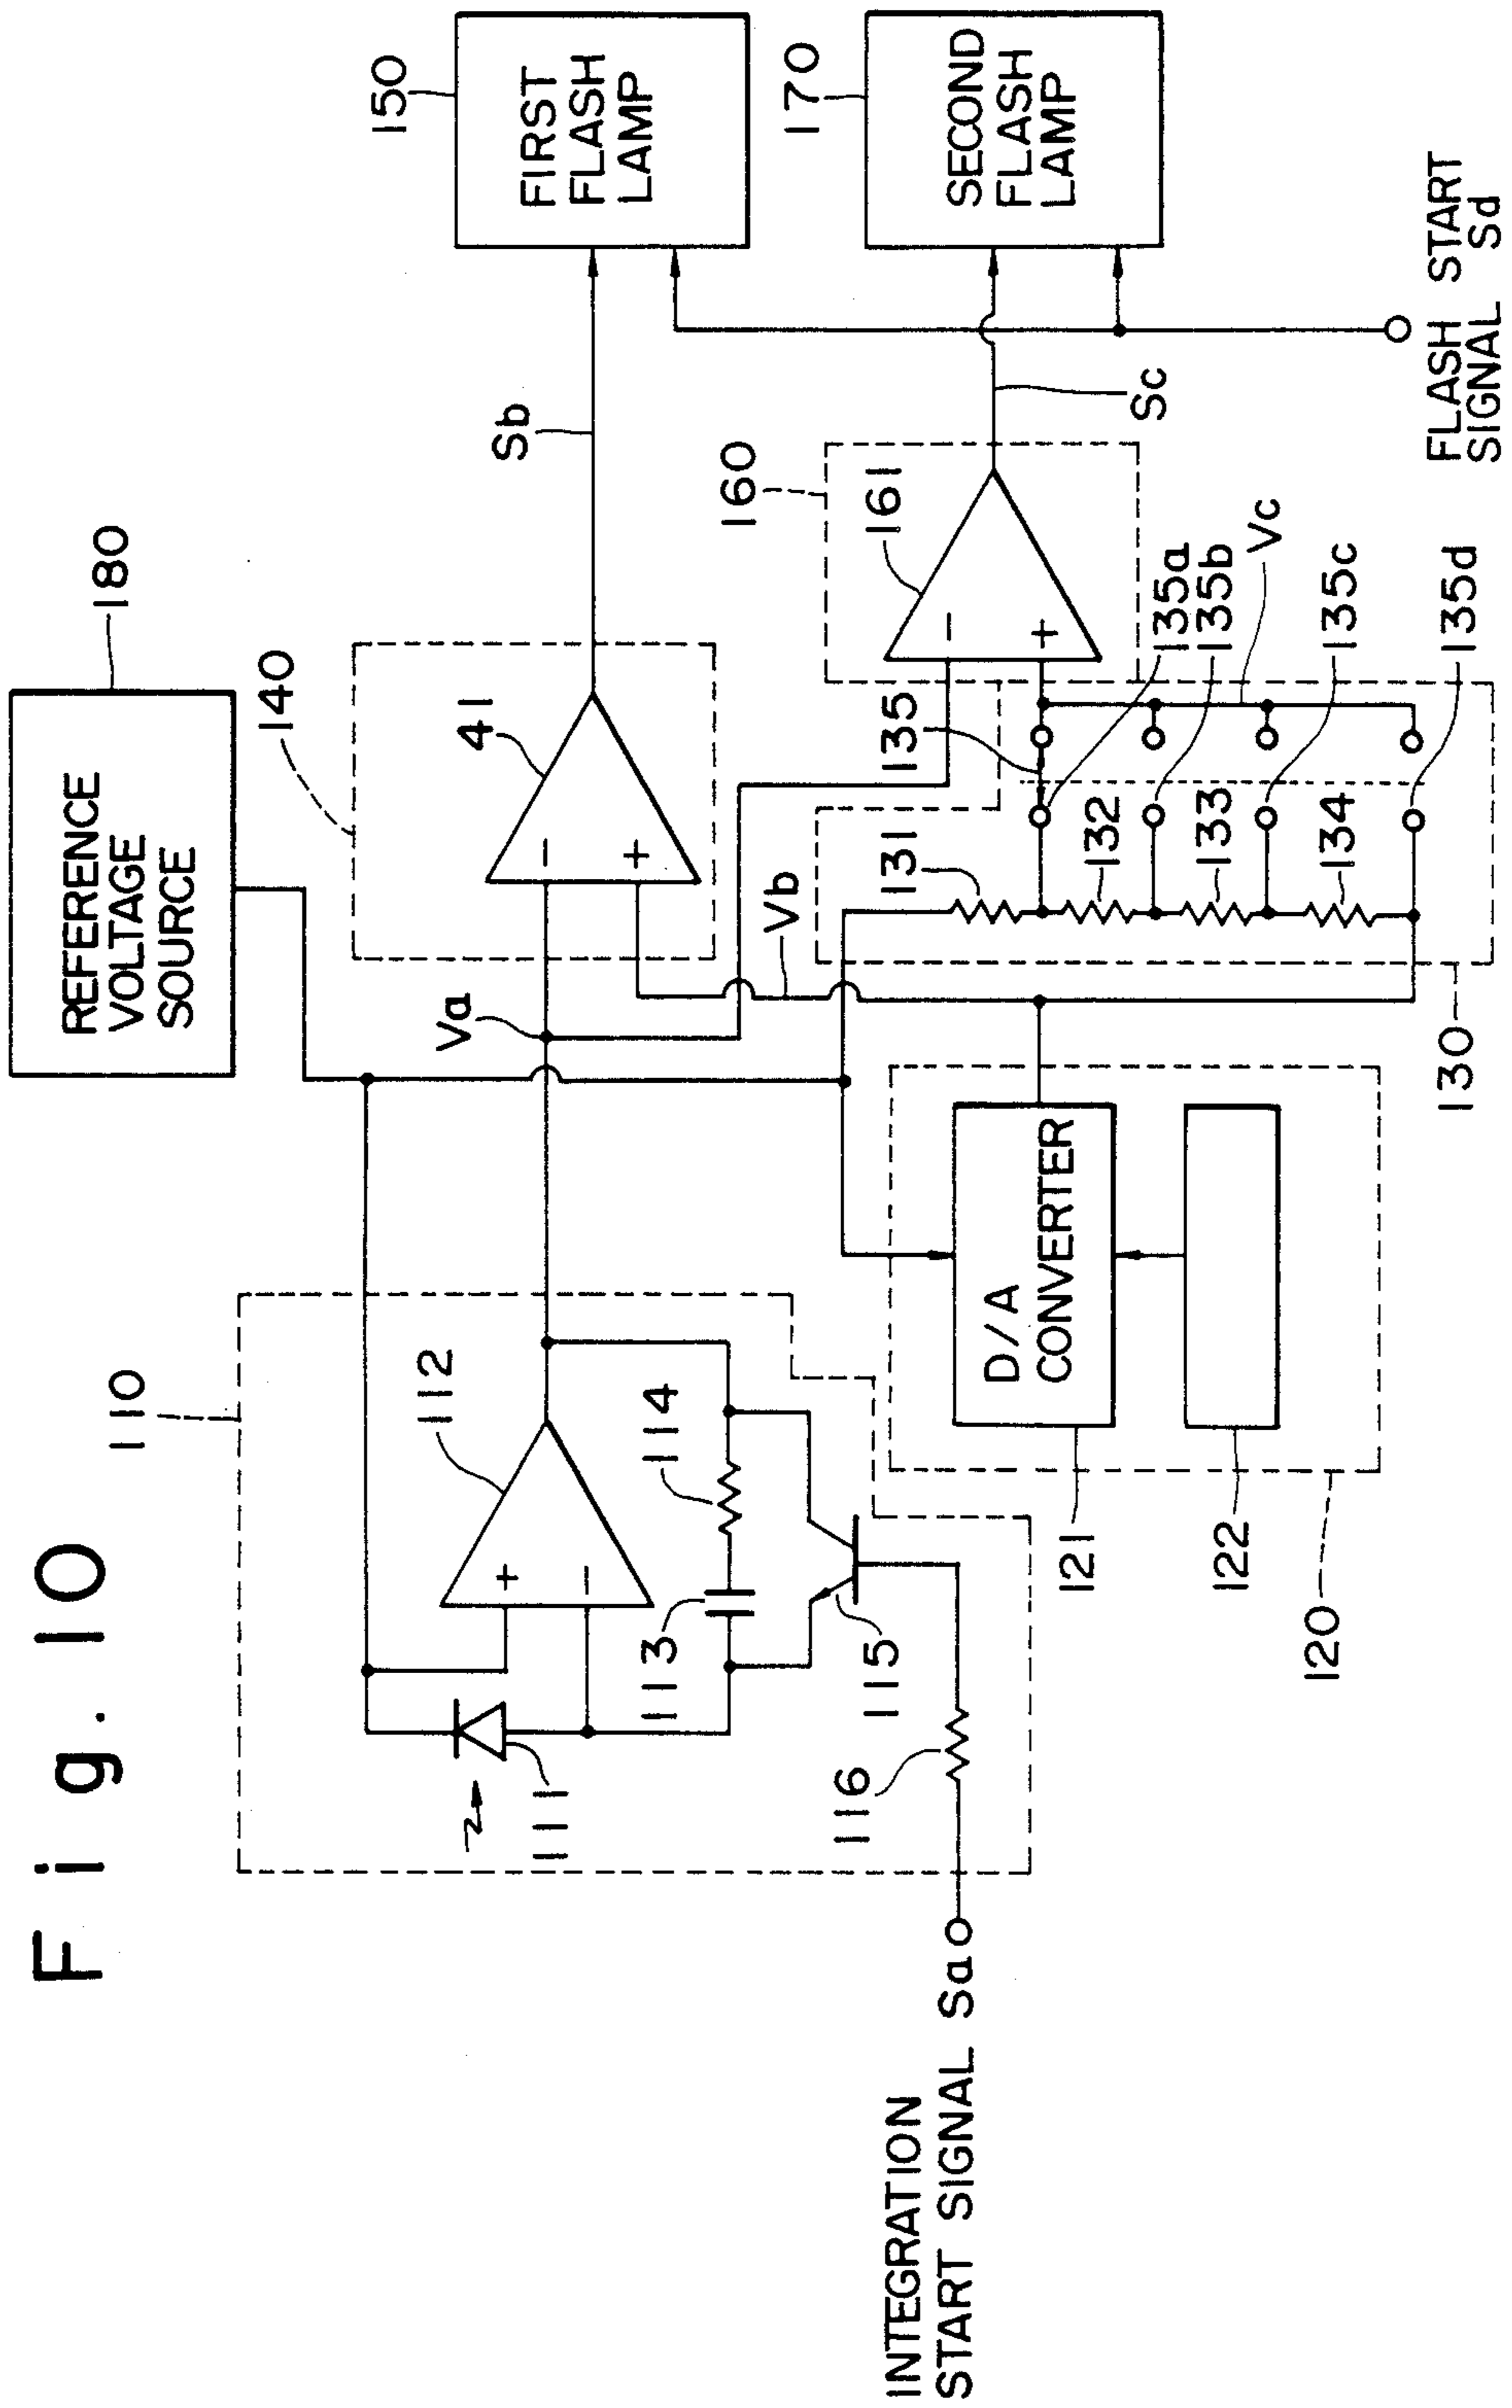 Fig. 10
REFERENCE
VOLTAGE
SOURCE
180
110
140
150
FIRST
FLASH
LAMP
112
Va
41
Sb
+
−
−
+
111
113
114
115
116
160
170
SECOND
FLASH
LAMP
161
−
+
Sc
Vb
131
132
133
134
135
135a
135b
135c
135d
Vc
130
D/A
CONVERTER
121
122
120
INTEGRATION
START SIGNAL Sa
FLASH START
SIGNAL Sd